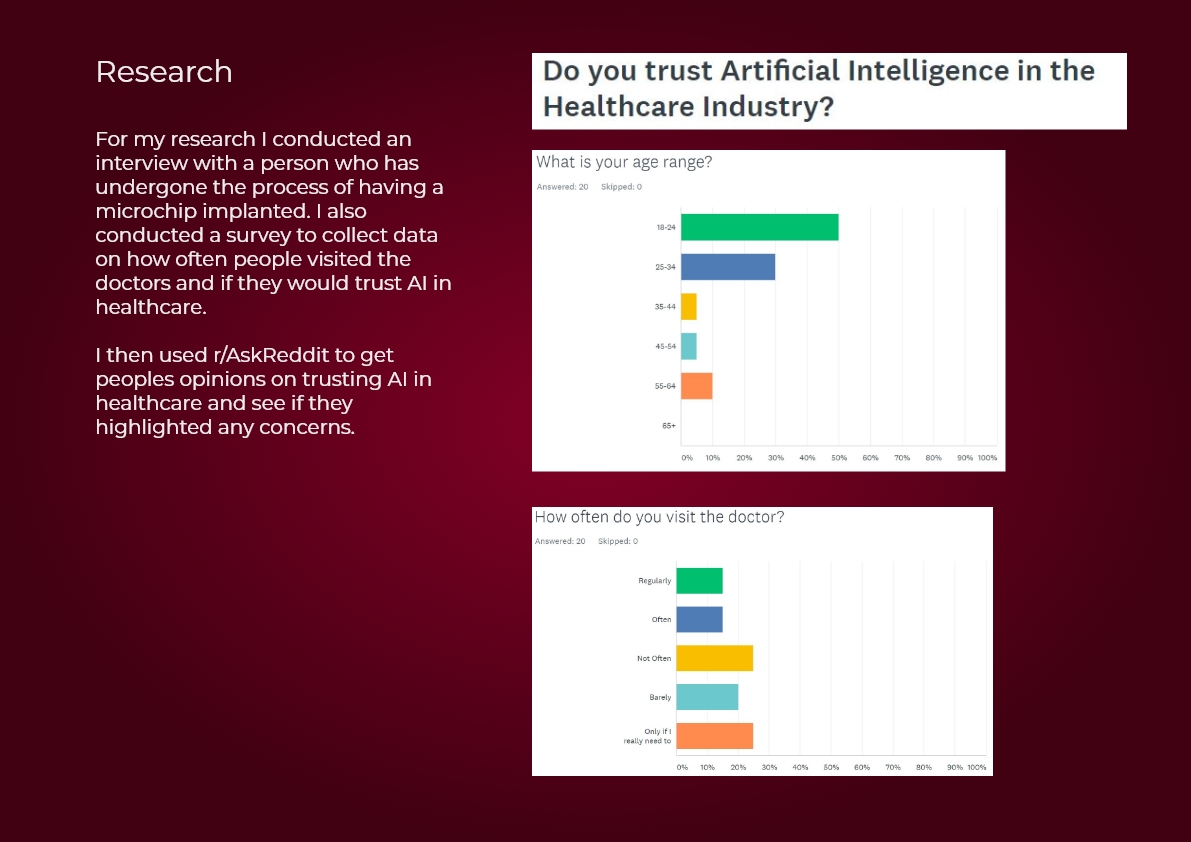 Research
For my research I conducted an
interview with a person who has
undergone the process of having a
microchip implanted. I also
conducted a survey to collect data
on how often people visited the
doctors and if they would trust AI in
healthcare.
I then used r/AskReddit to get
peoples opinions on trusting AI in
healthcare and see if they
highlighted any concerns.
Do you trust Artificial Intelligence in the
Healthcare Industry?
What is your age range?
Answered: 20 Skipped: 0
18-24
25-34
35-44
45-54
55-64
65+
0% 10% 20% 30% 40% 50% 60% 70% 80% 90% 100%
How often do you visit the doctor?
Answered: 20 Skipped: 0
Regularly
Often
Not Often
Barely
Only if I
really need to
0% 10% 20% 30% 40% 50% 60% 70% 80% 90% 100%